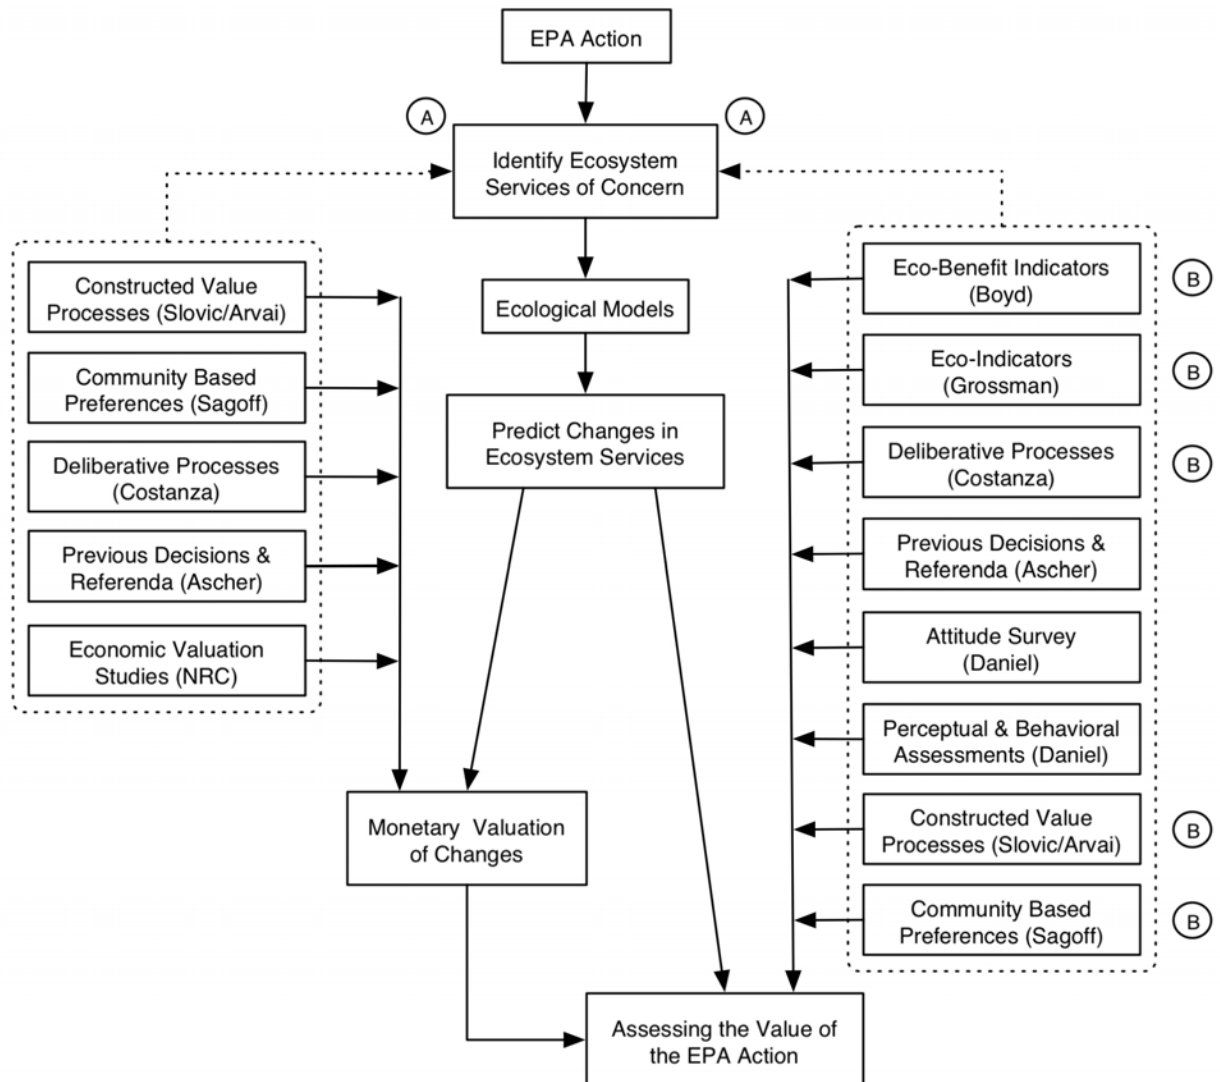 EPA Action
A
A
Identify Ecosystem
Services of Concern
Constructed Value
Processes (Slovic/Arvai)
Community Based
Preferences (Sagoff)
Deliberative Processes
(Costanza)
Previous Decisions &
Referenda (Ascher)
Economic Valuation
Studies (NRC)
Ecological Models
Predict Changes in
Ecosystem Services
Monetary Valuation
of Changes
Eco-Benefit Indicators
(Boyd)
B
Eco-Indicators
(Grossman)
B
Deliberative Processes
(Costanza)
B
Previous Decisions &
Referenda (Ascher)
Attitude Survey
(Daniel)
Perceptual & Behavioral
Assessments (Daniel)
Constructed Value
Processes (Slovic/Arvai)
B
Community Based
Preferences (Sagoff)
B
Assessing the Value of
the EPA Action